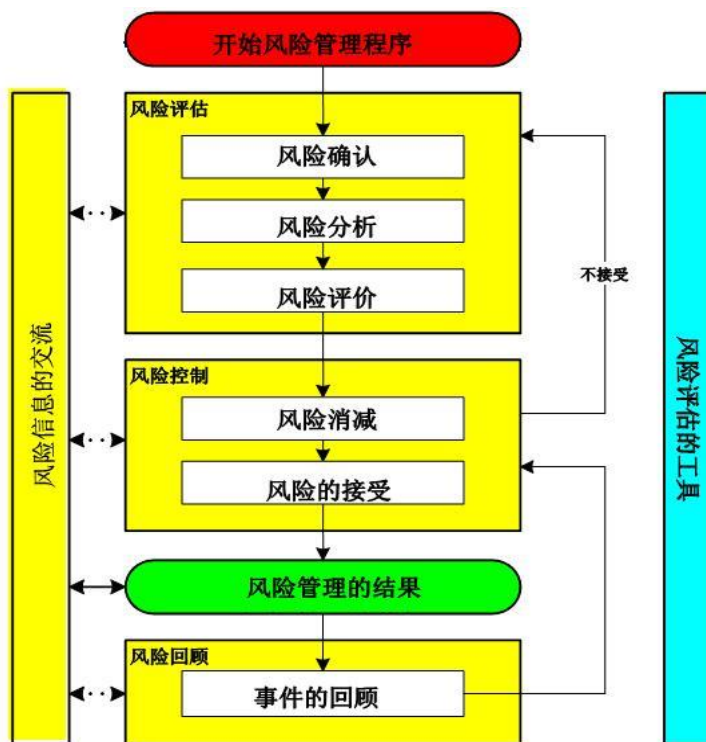 开始风险管理程序
风险评估
风险确认
风险分析
风险评价
不接受
风险控制
风险消减
风险的接受
风险管理的结果
风险回顾
事件的回顾
风险信息的交流
风险评估的工具